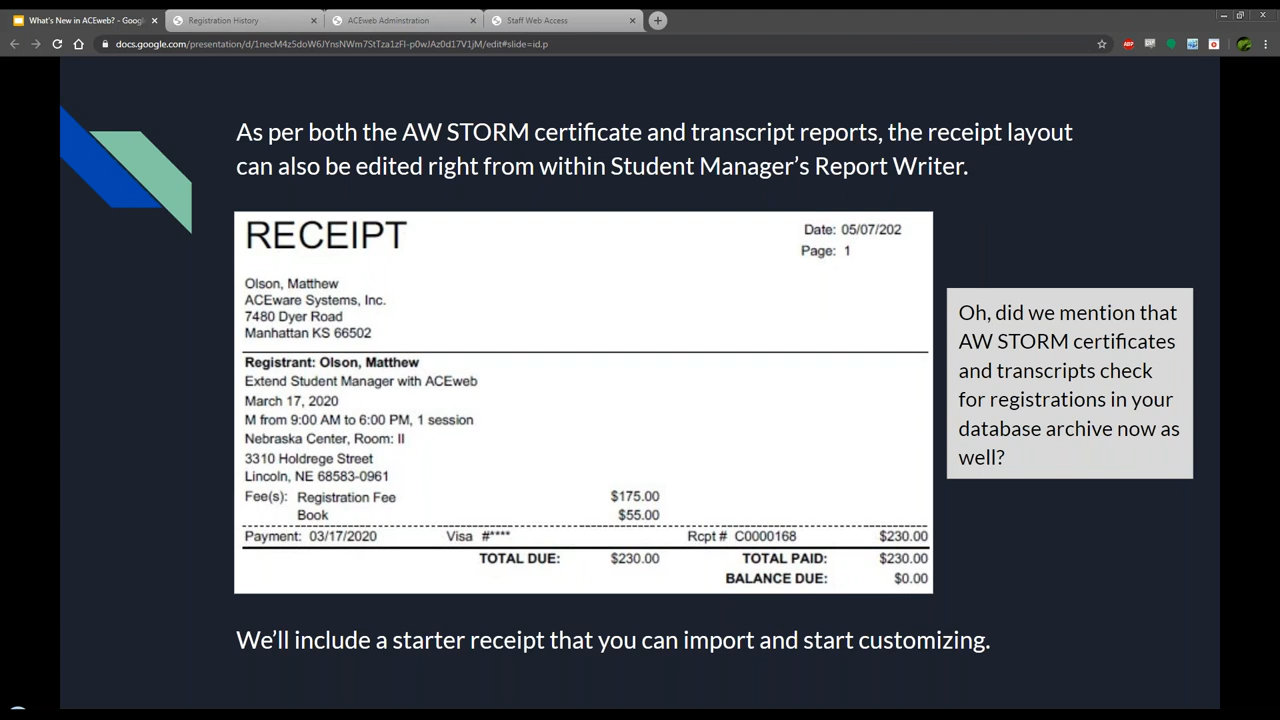 What's New in ACEweb? - Googl
Registration History
ACEweb Adminstration
Staff Web Access
docs.google.com/presentation/d/1necM4z5doW6JYnsNWm7StTza1zFI-p0wJAz0d17V1jM/edit#slide=id.p
As per both the AW STORM certificate and transcript reports, the receipt layout
can also be edited right from within Student Manager's Report Writer.
RECEIPT
Date: 05/07/202
Page: 1
Olson, Matthew
ACEware Systems, Inc.
7480 Dyer Road
Manhattan KS 66502
Registrant: Olson, Matthew
Extend Student Manager with ACEweb
March 17, 2020
M from 9:00 AM to 6:00 PM, 1 session
Nebraska Center, Room: II
3310 Holdrege Street
Lincoln, NE 68583-0961
Fee(s): Registration Fee $175.00
Book $55.00
Payment: 03/17/2020 Visa #**** Rcpt # C0000168 $230.00
TOTAL DUE: $230.00 TOTAL PAID: $230.00
BALANCE DUE: $0.00
Oh, did we mention that
AW STORM certificates
and transcripts check
for registrations in your
database archive now as
well?
We'll include a starter receipt that you can import and start customizing.